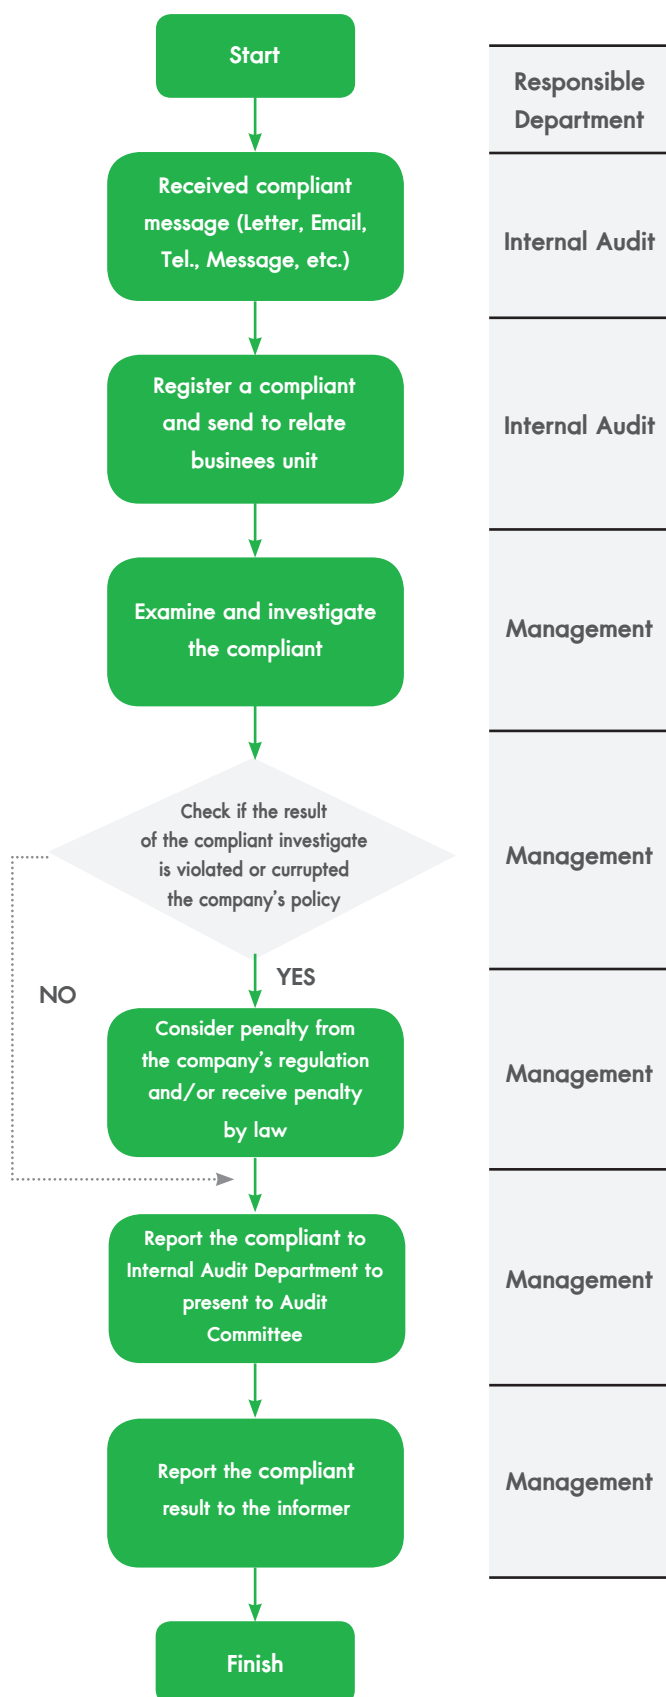 Start
Responsible
Department
Received compliant
message (Letter, Email,
Tel., Message, etc.)
Internal Audit
Register a compliant
and send to relate
businees unit
Internal Audit
Examine and investigate
the compliant
Management
Check if the result
of the compliant investigate
is violated or currupted
the company's policy
Management
NO
YES
Consider penalty from
the company's regulation
and/or receive penalty
by law
Management
Report the compliant to
Internal Audit Department to
present to Audit
Committee
Management
Report the compliant
result to the informer
Management
Finish